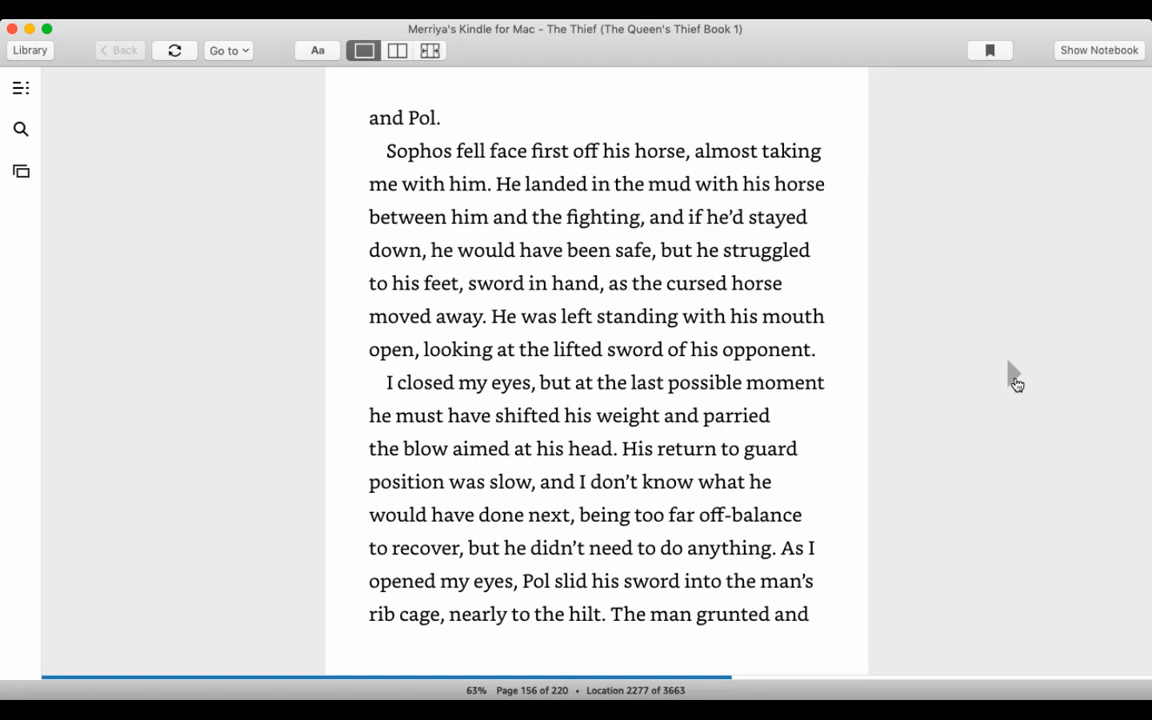 Merriya's Kindle for Mac - The Thief (The Queen's Thief Book 1)
Library
Back
Go to
Aa
Show Notebook
and Pol.
Sophos fell face first off his horse, almost taking
me with him. He landed in the mud with his horse
between him and the fighting, and if he’d stayed
down, he would have been safe, but he struggled
to his feet, sword in hand, as the cursed horse
moved away. He was left standing with his mouth
open, looking at the lifted sword of his opponent.
I closed my eyes, but at the last possible moment
he must have shifted his weight and parried
the blow aimed at his head. His return to guard
position was slow, and I don’t know what he
would have done next, being too far off-balance
to recover, but he didn’t need to do anything. As I
opened my eyes, Pol slid his sword into the man’s
rib cage, nearly to the hilt. The man grunted and
63% Page 156 of 220 • Location 2277 of 3663